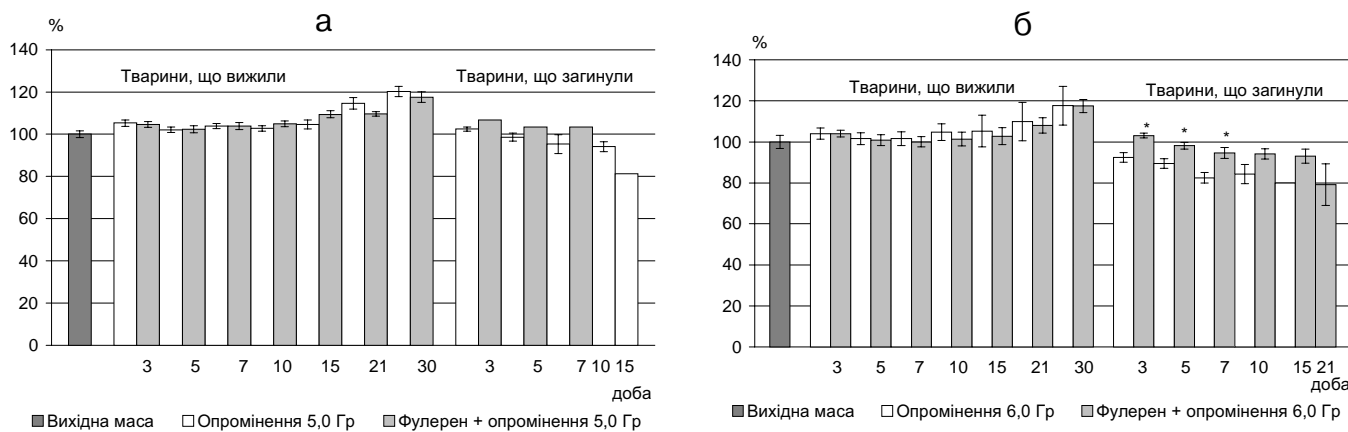 а
%
140
120
100
80
60
40
20
0
Тварини, що вижили
Тварини, що загинули
3 5 7 10 15 21 30 3 5 7 10 15
доба
Вихідна маса Опромінення 5,0 Гр Фулерен + опромінення 5,0 Гр
б
%
140
120
100
80
60
40
20
0
Тварини, що вижили
Тварини, що загинули
* * *
3 5 7 10 15 21 30 3 5 7 10 15 21
доба
Вихідна маса Опромінення 6,0 Гр Фулерен + опромінення 6,0 Гр